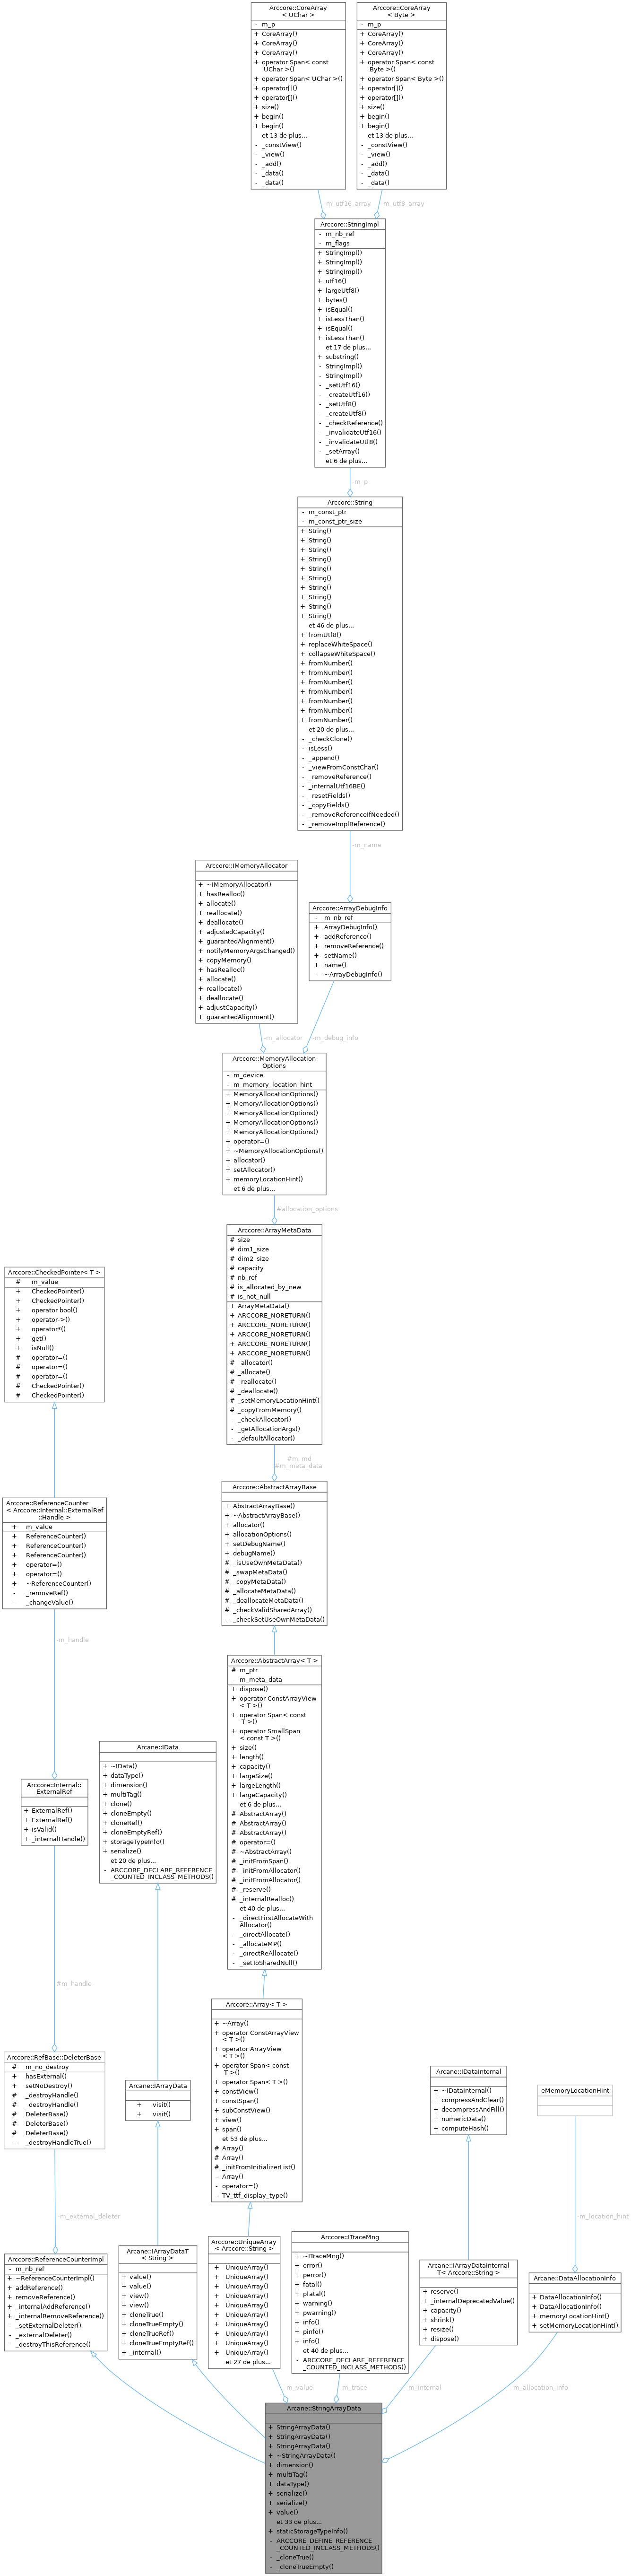 Arccore::CoreArray
< UChar >
- m_p
+ CoreArray()
+ CoreArray()
+ CoreArray()
+ operator Span< const
UChar >()
+ operator Span< UChar >()
+ operator[]()
+ operator[]()
+ size()
+ begin()
+ begin()
et 13 de plus...
- _constView()
- _view()
- _add()
- _data()
- _data()
Arccore::CoreArray
< Byte >
- m_p
+ CoreArray()
+ CoreArray()
+ CoreArray()
+ operator Span< const
Byte >()
+ operator Span< Byte >()
+ operator[]()
+ operator[]()
+ size()
+ begin()
+ begin()
et 13 de plus...
- _constView()
- _view()
- _add()
- _data()
- _data()
-m_utf16_array
-m_utf8_array
Arccore::StringImpl
- m_nb_ref
- m_flags
+ StringImpl()
+ StringImpl()
+ StringImpl()
+ utf16()
+ largeUtf8()
+ bytes()
+ isEqual()
+ isLessThan()
+ isEqual()
+ isLessThan()
et 17 de plus...
+ substring()
- StringImpl()
- StringImpl()
- _setUtf16()
- _createUtf16()
- _setUtf8()
- _createUtf8()
- _checkReference()
- _invalidateUtf16()
- _invalidateUtf8()
- _setArray()
et 6 de plus...
-m_p
Arccore::String
- m_const_ptr
- m_const_ptr_size
+ String()
+ String()
+ String()
+ String()
+ String()
+ String()
+ String()
+ String()
+ String()
+ String()
et 46 de plus...
+ fromUtf8()
+ replaceWhiteSpace()
+ collapseWhiteSpace()
+ fromNumber()
+ fromNumber()
+ fromNumber()
+ fromNumber()
+ fromNumber()
+ fromNumber()
+ fromNumber()
et 20 de plus...
- _checkClone()
- isLess()
- _append()
- _viewFromConstChar()
- _removeReference()
- _internalUtf16BE()
- _resetFields()
- _copyFields()
- _removeReferenceIfNeeded()
- _removeImplReference()
-m_name
Arccore::IMemoryAllocator
+ ~IMemoryAllocator()
+ hasRealloc()
+ allocate()
+ reallocate()
+ deallocate()
+ adjustedCapacity()
+ guarantedAlignment()
+ notifyMemoryArgsChanged()
+ copyMemory()
+ hasRealloc()
+ allocate()
+ reallocate()
+ deallocate()
+ adjustCapacity()
+ guarantedAlignment()
Arccore::ArrayDebugInfo
- m_nb_ref
+ ArrayDebugInfo()
+ addReference()
+ removeReference()
+ setName()
+ name()
- ~ArrayDebugInfo()
-m_allocator
-m_debug_info
Arccore::MemoryAllocation
Options
- m_device
- m_memory_location_hint
+ MemoryAllocationOptions()
+ MemoryAllocationOptions()
+ MemoryAllocationOptions()
+ MemoryAllocationOptions()
+ MemoryAllocationOptions()
+ operator=()
+ ~MemoryAllocationOptions()
+ allocator()
+ setAllocator()
+ memoryLocationHint()
et 6 de plus...
#allocation_options
Arccore::ArrayMetaData
# size
# dim1_size
# dim2_size
# capacity
# nb_ref
# is_allocated_by_new
# is_not_null
+ ArrayMetaData()
+ ARCCORE_NORETURN()
+ ARCCORE_NORETURN()
+ ARCCORE_NORETURN()
+ ARCCORE_NORETURN()
+ ARCCORE_NORETURN()
# _allocator()
# _allocate()
# _reallocate()
# _deallocate()
# _setMemoryLocationHint()
# _copyFromMemory()
- _checkAllocator()
- _getAllocationArgs()
- _defaultAllocator()
#m_md
#m_meta_data
Arccore::CheckedPointer< T >
# m_value
+ CheckedPointer()
+ CheckedPointer()
+ operator bool()
+ operator->()
+ operator*()
+ get()
+ isNull()
# operator=()
# operator=()
# operator=()
# CheckedPointer()
# CheckedPointer()
Arccore::AbstractArrayBase
+ AbstractArrayBase()
+ ~AbstractArrayBase()
+ allocator()
+ allocationOptions()
+ setDebugName()
+ debugName()
# _isUseOwnMetaData()
# _swapMetaData()
# _copyMetaData()
# _allocateMetaData()
# _deallocateMetaData()
# _checkValidSharedArray()
- _checkSetUseOwnMetaData()
Arccore::ReferenceCounter
< Arccore::Internal::ExternalRef
::Handle >
+ m_value
+ ReferenceCounter()
+ ReferenceCounter()
+ ReferenceCounter()
+ operator=()
+ operator=()
+ ~ReferenceCounter()
- _removeRef()
- _changeValue()
-m_handle
Arccore::AbstractArray< T >
# m_ptr
- m_meta_data
+ dispose()
+ operator ConstArrayView
< T >()
+ operator Span< const
T >()
+ operator SmallSpan
< const T >()
+ size()
+ length()
+ capacity()
+ largeSize()
+ largeLength()
+ largeCapacity()
et 6 de plus...
# AbstractArray()
# AbstractArray()
# AbstractArray()
# operator=()
# ~AbstractArray()
# _initFromSpan()
# _initFromAllocator()
# _initFromAllocator()
# _reserve()
# _internalRealloc()
et 40 de plus...
- _directFirstAllocateWith
Allocator()
- _directAllocate()
- _allocateMP()
- _directReAllocate()
- _setToSharedNull()
Arcane::IData
+ ~IData()
+ dataType()
+ dimension()
+ multiTag()
+ clone()
+ cloneEmpty()
+ cloneRef()
+ cloneEmptyRef()
+ storageTypeInfo()
+ serialize()
et 20 de plus...
- ARCCORE_DECLARE_REFERENCE
_COUNTED_INCLASS_METHODS()
Arccore::Internal::
ExternalRef
+ ExternalRef()
+ ExternalRef()
+ isValid()
+ _internalHandle()
#m_handle
Arccore::Array< T >
+ ~Array()
+ operator ConstArrayView
< T >()
+ operator ArrayView
< T >()
+ operator Span< const
T >()
+ operator Span< T >()
+ constView()
+ constSpan()
+ subConstView()
+ view()
+ span()
et 53 de plus...
# Array()
# Array()
# _initFromInitializerList()
- Array()
- operator=()
- TV_ttf_display_type()
Arccore::RefBase::DeleterBase
# m_no_destroy
+ hasExternal()
+ setNoDestroy()
# _destroyHandle()
# _destroyHandle()
# DeleterBase()
# DeleterBase()
# DeleterBase()
- _destroyHandleTrue()
Arcane::IArrayData
+ visit()
+ visit()
Arcane::IDataInternal
+ ~IDataInternal()
+ compressAndClear()
+ decompressAndFill()
+ numericData()
+ computeHash()
eMemoryLocationHint
-m_external_deleter
-m_location_hint
Arccore::ReferenceCounterImpl
- m_nb_ref
+ ~ReferenceCounterImpl()
+ addReference()
+ removeReference()
+ _internalAddReference()
+ _internalRemoveReference()
- _setExternalDeleter()
- _externalDeleter()
- _destroyThisReference()
Arcane::IArrayDataT
< String >
+ value()
+ value()
+ view()
+ view()
+ cloneTrue()
+ cloneTrueEmpty()
+ cloneTrueRef()
+ cloneTrueEmptyRef()
+ _internal()
Arccore::UniqueArray
< Arccore::String >
+ UniqueArray()
+ UniqueArray()
+ UniqueArray()
+ UniqueArray()
+ UniqueArray()
+ UniqueArray()
+ UniqueArray()
+ UniqueArray()
+ UniqueArray()
+ UniqueArray()
et 27 de plus...
Arccore::ITraceMng
+ ~ITraceMng()
+ error()
+ perror()
+ fatal()
+ pfatal()
+ warning()
+ pwarning()
+ info()
+ pinfo()
+ info()
et 40 de plus...
- ARCCORE_DECLARE_REFERENCE
_COUNTED_INCLASS_METHODS()
Arcane::IArrayDataInternal
T< Arccore::String >
+ reserve()
+ _internalDeprecatedValue()
+ capacity()
+ shrink()
+ resize()
+ dispose()
Arcane::DataAllocationInfo
+ DataAllocationInfo()
+ DataAllocationInfo()
+ memoryLocationHint()
+ setMemoryLocationHint()
-m_value
-m_trace
-m_internal
-m_allocation_info
Arcane::StringArrayData
+ StringArrayData()
+ StringArrayData()
+ StringArrayData()
+ ~StringArrayData()
+ dimension()
+ multiTag()
+ dataType()
+ serialize()
+ serialize()
+ value()
et 33 de plus...
+ staticStorageTypeInfo()
- ARCCORE_DEFINE_REFERENCE
_COUNTED_INCLASS_METHODS()
- _cloneTrue()
- _cloneTrueEmpty()